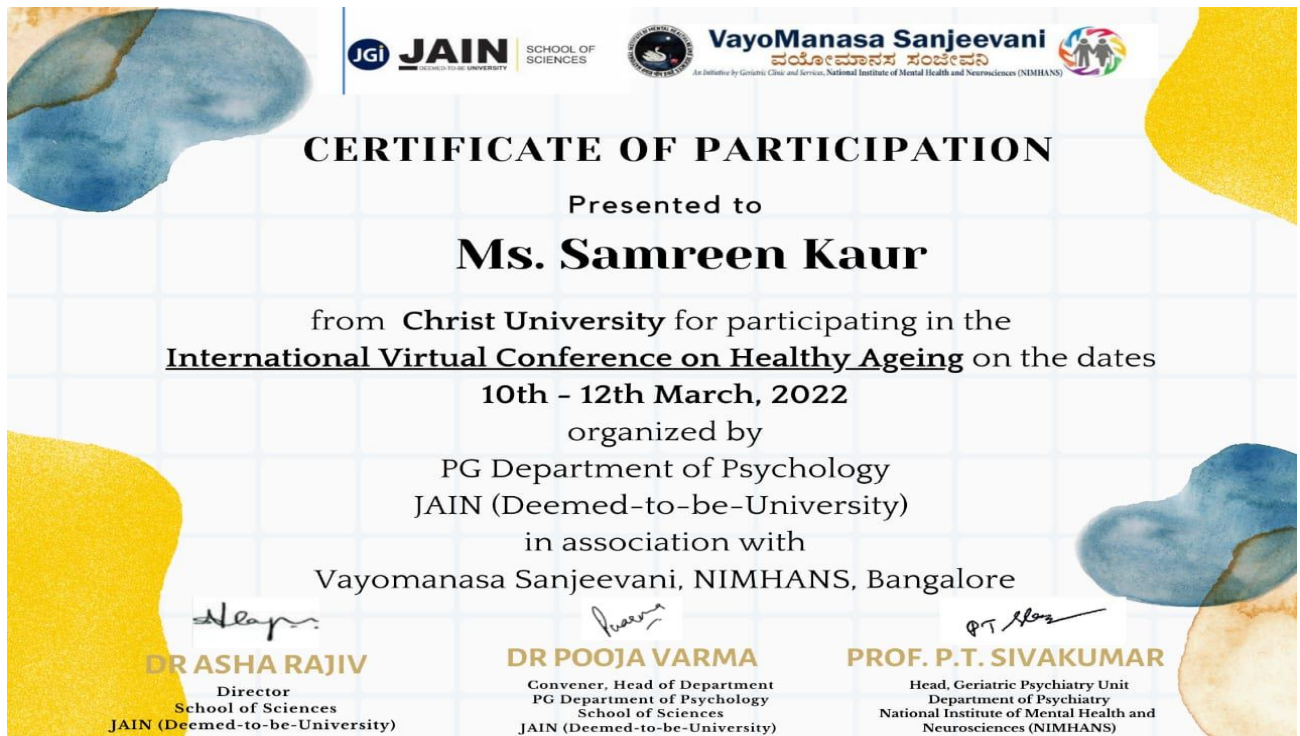 JGi JAIN DEEMED-TO-BE UNIVERSITY SCHOOL OF SCIENCES
VayoManasa Sanjeevani
ವಯೋಮಾನಸ ಸಂಜೀವನಿ
An Initiative by Geriatric Clinic and Services, National Institute of Mental Health and Neurosciences (NIMHANS)
CERTIFICATE OF PARTICIPATION
Presented to
Ms. Samreen Kaur
from Christ University for participating in the
International Virtual Conference on Healthy Ageing on the dates
10th - 12th March, 2022
organized by
PG Department of Psychology
JAIN (Deemed-to-be-University)
in association with
Vayomanasa Sanjeevani, NIMHANS, Bangalore
DR ASHA RAJIV
Director
School of Sciences
JAIN (Deemed-to-be-University)
DR POOJA VARMA
Convener, Head of Department
PG Department of Psychology
School of Sciences
JAIN (Deemed-to-be-University)
PROF. P.T. SIVAKUMAR
Head, Geriatric Psychiatry Unit
Department of Psychiatry
National Institute of Mental Health and
Neurosciences (NIMHANS)